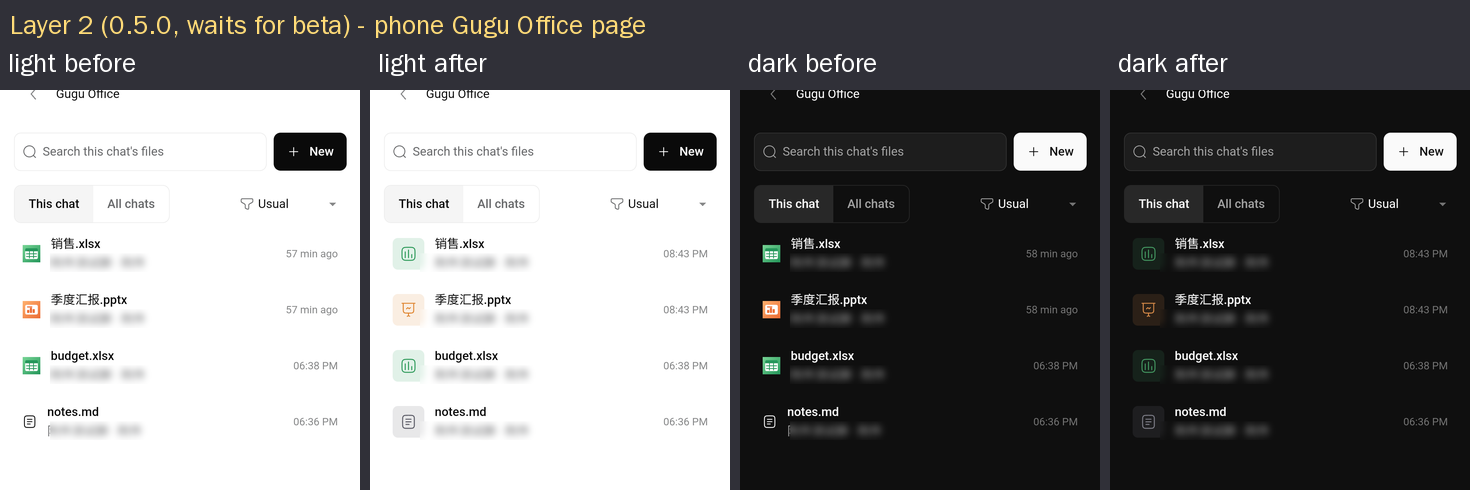 Layer 2 (0.5.0, waits for beta) - phone Gugu Office page
light before
Gugu Office
Search this chat's files
+ New
This chat
All chats
Usual
销售.xlsx
57 min ago
季度汇报.pptx
57 min ago
budget.xlsx
06:38 PM
notes.md
06:36 PM
light after
Gugu Office
Search this chat's files
+ New
This chat
All chats
Usual
销售.xlsx
08:43 PM
季度汇报.pptx
08:43 PM
budget.xlsx
06:38 PM
notes.md
06:36 PM
dark before
Gugu Office
Search this chat's files
+ New
This chat
All chats
Usual
销售.xlsx
58 min ago
季度汇报.pptx
58 min ago
budget.xlsx
06:38 PM
notes.md
06:36 PM
dark after
Gugu Office
Search this chat's files
+ New
This chat
All chats
Usual
销售.xlsx
08:43 PM
季度汇报.pptx
08:43 PM
budget.xlsx
06:38 PM
notes.md
06:36 PM